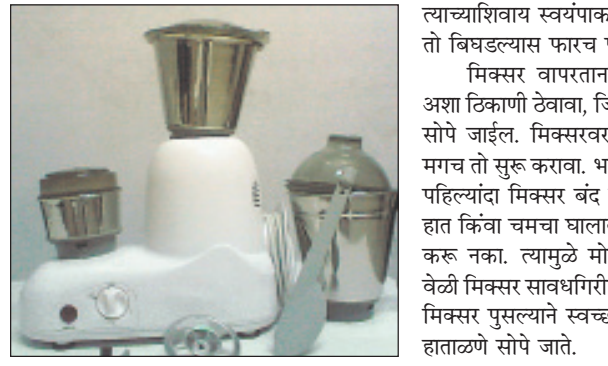 त्याच्याशिवाय स्वयंपाक
तो बिघडल्यास फारच
मिक्सर वापरतान
अशा ठिकाणी ठेवावा,
सोपे जाईल. मिक्सरवर
मगच तो सुरू करावा.
पहिल्यांदा मिक्सर बंद
हात किंवा चमचा
करू नका. त्यामुळे
वेळी मिक्सर सावधगिरी
मिक्सर पुसल्याने
हाताळणे सोपे जाते.